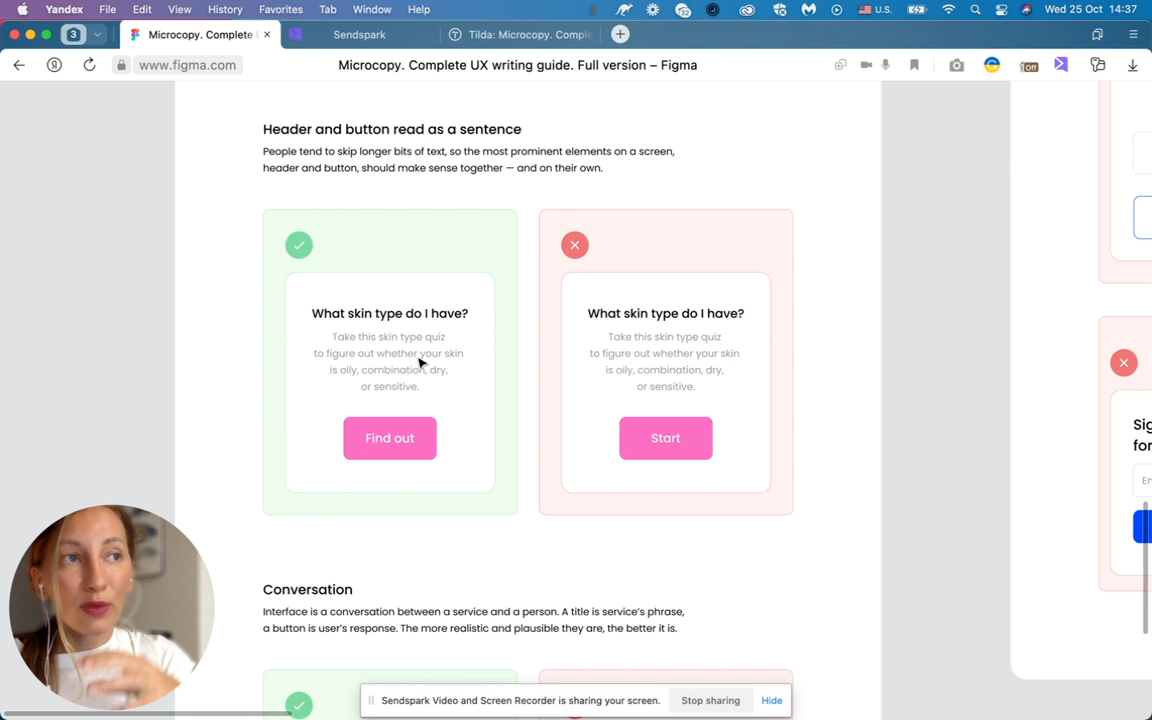 Yandex File Edit View History Favorites Tab Window Help
U.S.
Wed 25 Oct 14:37
3
Microcopy. Complete
Sendspark
Tilda: Microcopy. Comple
www.figma.com
Microcopy. Complete UX writing guide. Full version – Figma
Off
Header and button read as a sentence
People tend to skip longer bits of text, so the most prominent elements on a screen,
header and button, should make sense together — and on their own.
What skin type do I have?
Take this skin type quiz
to figure out whether your skin
is oily, combination, dry,
or sensitive.
Find out
What skin type do I have?
Take this skin type quiz
to figure out whether your skin
is oily, combination, dry,
or sensitive.
Start
Conversation
Interface is a conversation between a service and a person. A title is service's phrase,
a button is user's response. The more realistic and plausible they are, the better it is.
Sig
for
En
Sendspark Video and Screen Recorder is sharing your screen.
Stop sharing
Hide